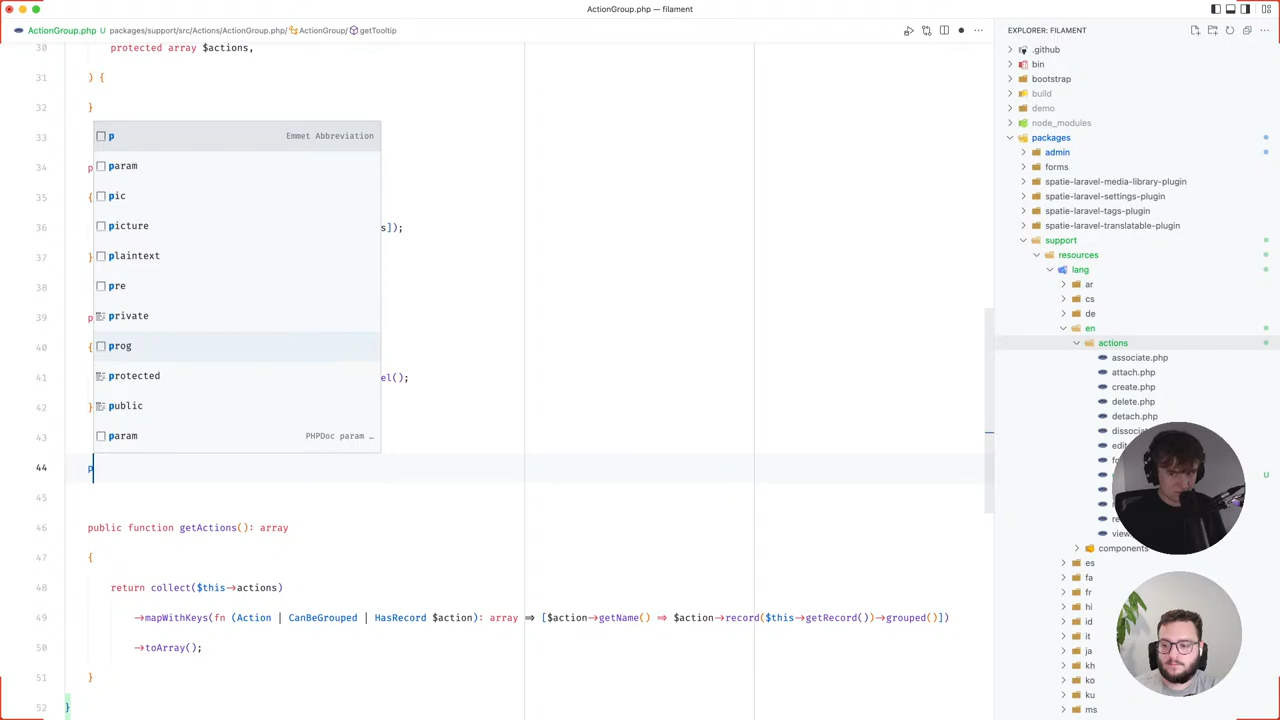 ActionGroup.php — filament
ActionGroup.php U packages/support/src/Actions/ActionGroup.php/ ActionGroup/ getTooltip
30 protected array $actions,
31 ) {
32 }
33
34 p
35 {
36 s]);
37 }
38
39 p
40 {
41 el();
42 }
43
44 p
45
46 public function getActions(): array
47 {
48 return collect($this→actions)
49 →mapWithKeys(fn (Action | CanBeGrouped | HasRecord $action): array ⇒ [$action→getName() ⇒ $action→record($this→getRecord())→grouped()])
50 →toArray();
51 }
52 }
p Emmet Abbreviation
param
pic
picture
plaintext
pre
private
prog
protected
public
param PHPDoc param …
EXPLORER: FILAMENT
.github
bin
bootstrap
build
demo
node_modules
packages
admin
forms
spatie-laravel-media-library-plugin
spatie-laravel-settings-plugin
spatie-laravel-tags-plugin
spatie-laravel-translatable-plugin
support
resources
lang
ar
cs
de
en
actions
associate.php
attach.php
create.php
delete.php
detach.php
dissociat
edit
fo
U
re
view
components
es
fa
fr
hi
id
it
ja
kh
ko
ku
ms